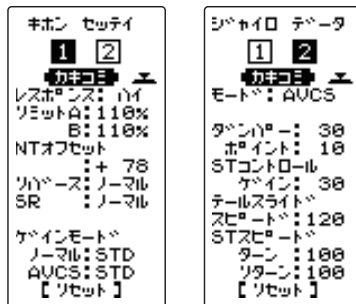 キホン セッテイ
1 2
カキコミ
レスポンス: ハイ
リミットA:110%
B:110%
NTオフセット
:+ 78
リバース:ノーマル
SR :ノーマル
ゲインモード
ノーマル:STD
AVCS:STD
[リセット]
ジャイロ データ
1 2
カキコミ
モード: AVCS
ダンパー: 30
ポイント: 10
STコントロール
ゲイン: 30
テールスライド
スピード:120
STスピード
ターン :100
リターン:100
[リセット]